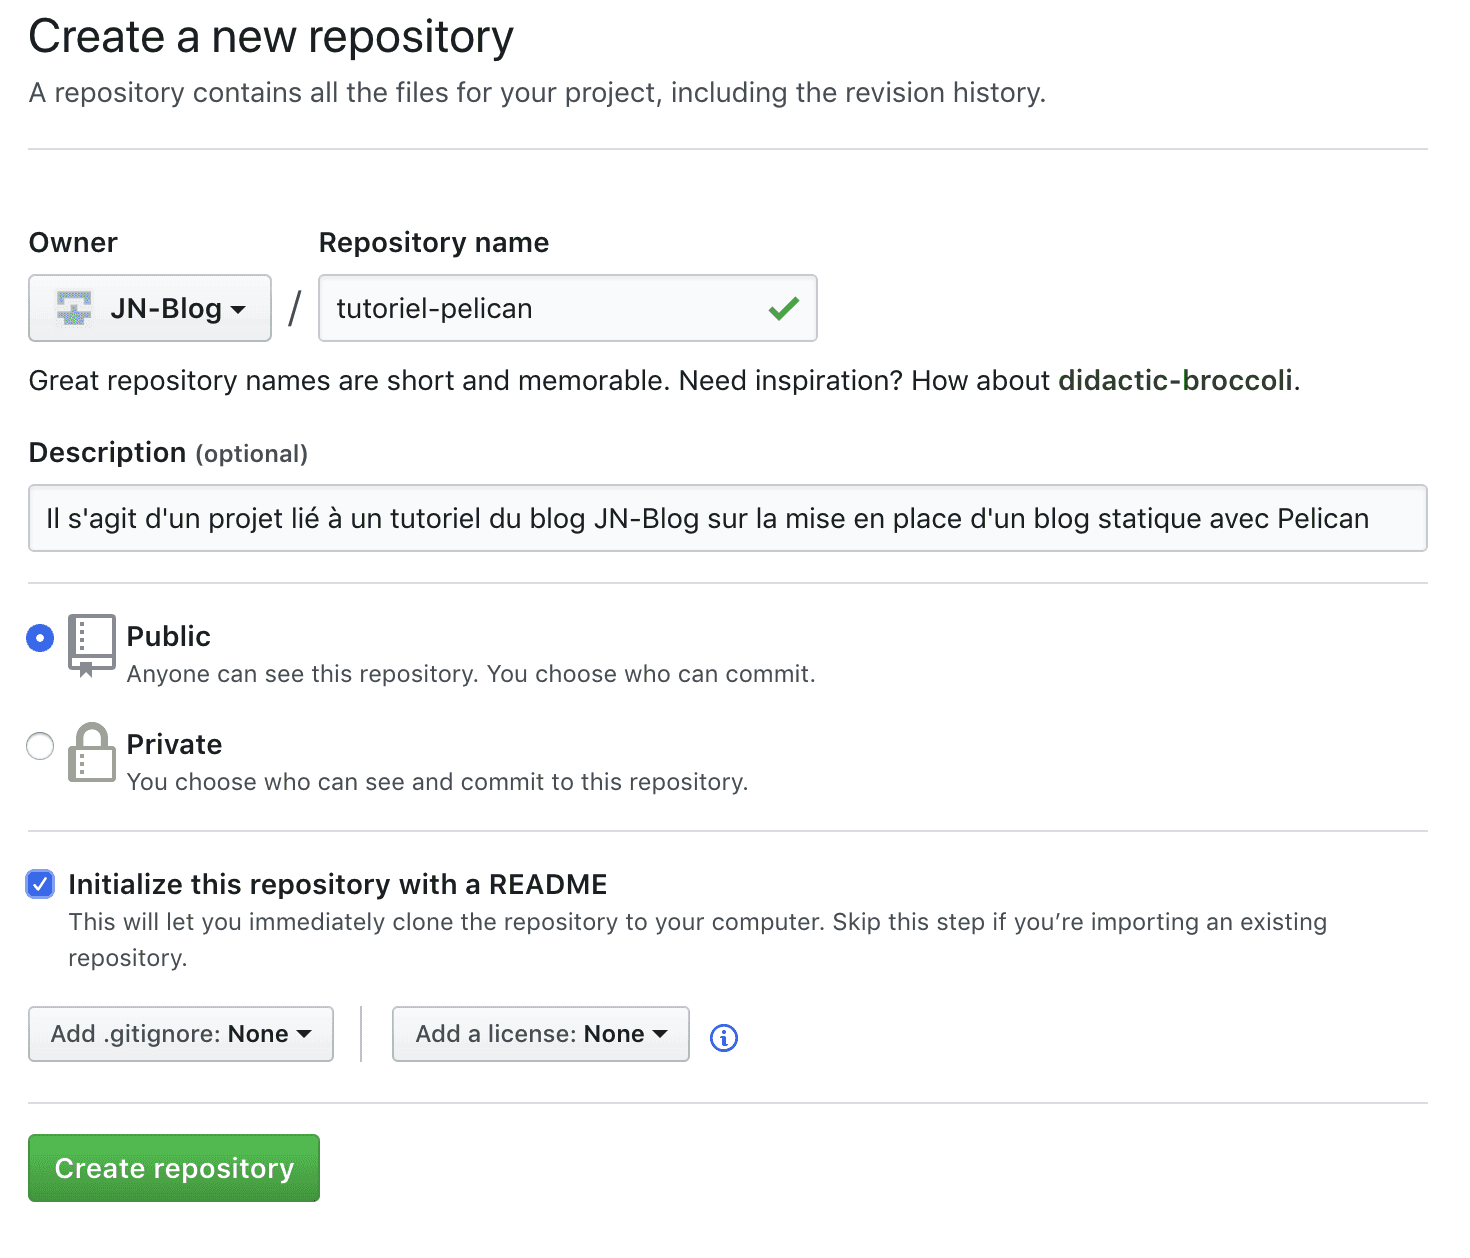 Create a new repository
A repository contains all the files for your project, including the revision history.
Owner
Repository name
JN-Blog / tutoriel-pelican
Great repository names are short and memorable. Need inspiration? How about didactic-broccoli.
Description (optional)
Il s'agit d'un projet lié à un tutoriel du blog JN-Blog sur la mise en place d'un blog statique avec Pelican
Public
Anyone can see this repository. You choose who can commit.
Private
You choose who can see and commit to this repository.
Initialize this repository with a README
This will let you immediately clone the repository to your computer. Skip this step if you’re importing an existing
repository.
Add .gitignore: None
Add a license: None
Create repository